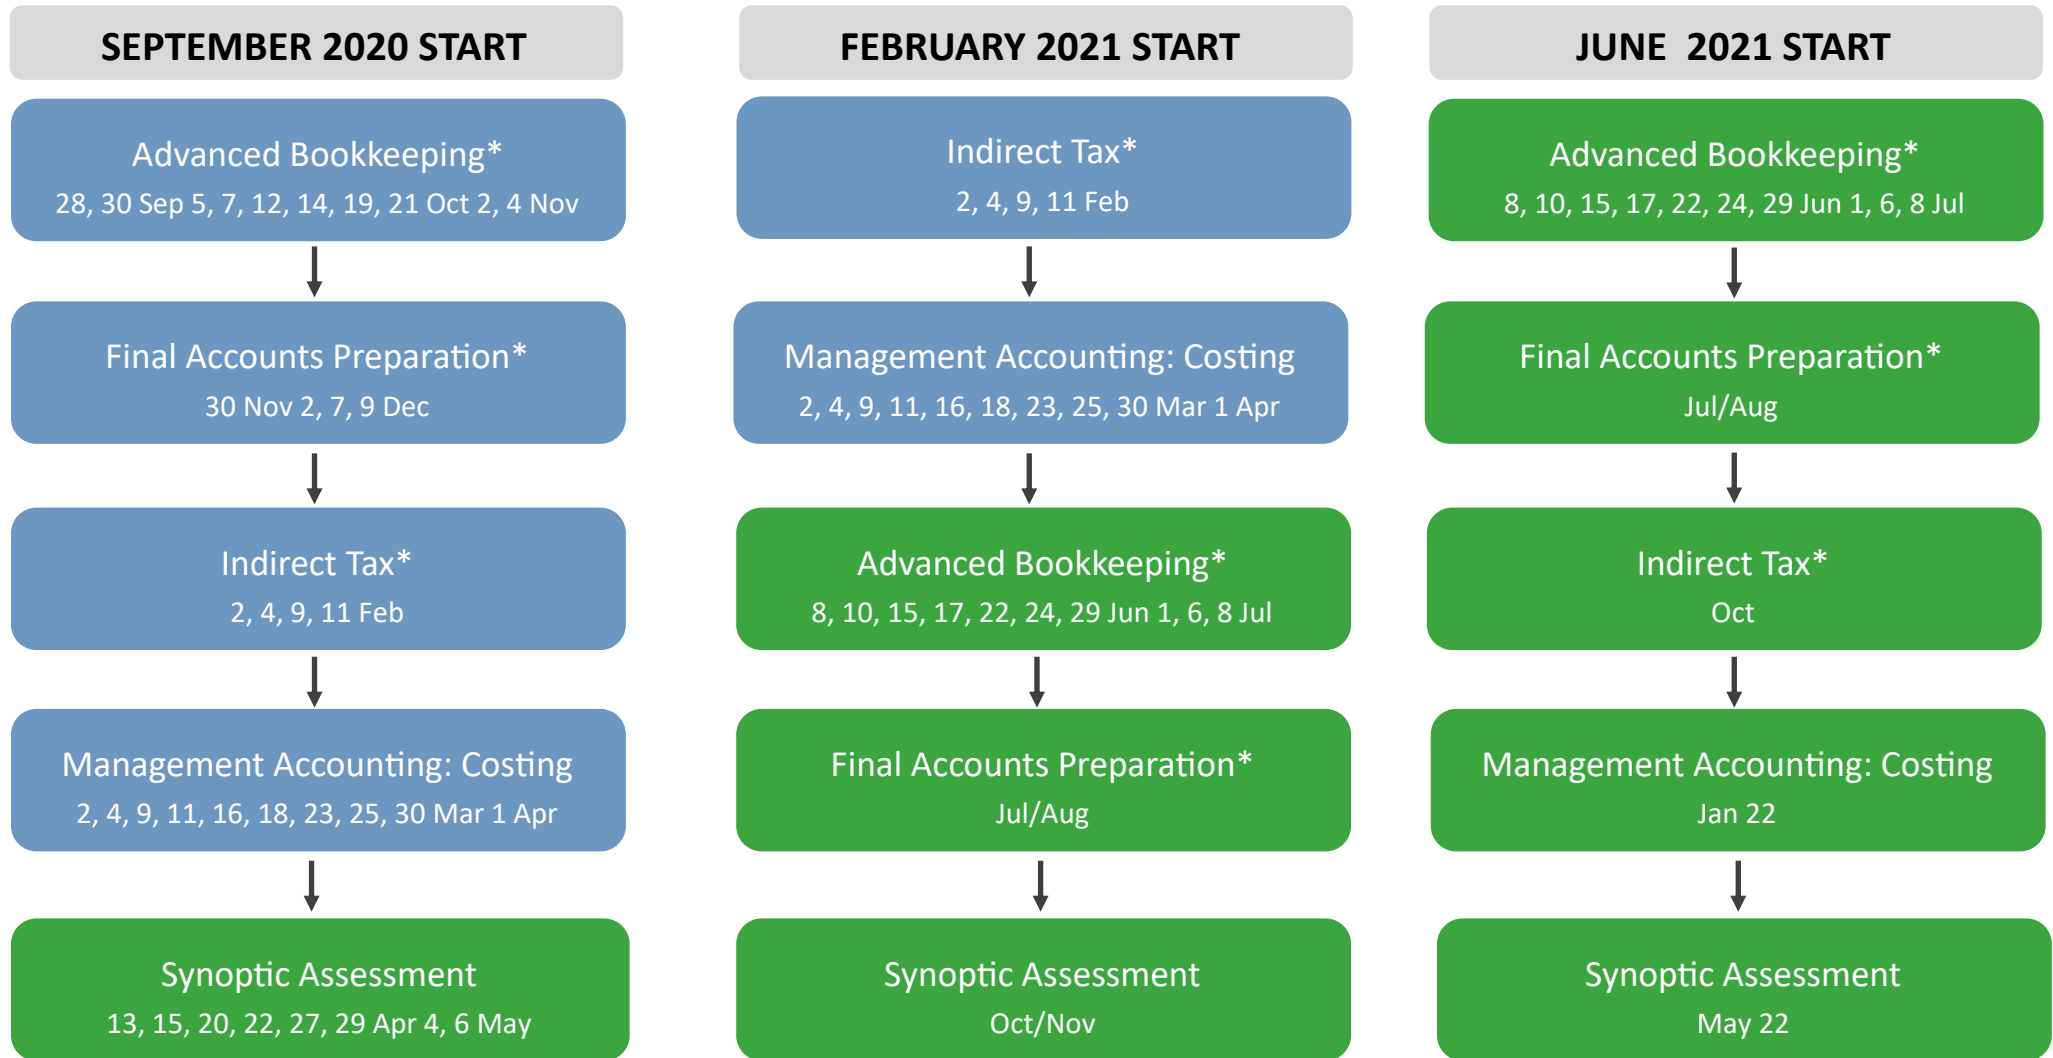 SEPTEMBER 2020 START
Advanced Bookkeeping*
28, 30 Sep 5, 7, 12, 14, 19, 21 Oct 2, 4 Nov
Final Accounts Preparation*
30 Nov 2, 7, 9 Dec
Indirect Tax*
2, 4, 9, 11 Feb
Management Accounting: Costing
2, 4, 9, 11, 16, 18, 23, 25, 30 Mar 1 Apr
Synoptic Assessment
13, 15, 20, 22, 27, 29 Apr 4, 6 May
FEBRUARY 2021 START
Indirect Tax*
2, 4, 9, 11 Feb
Management Accounting: Costing
2, 4, 9, 11, 16, 18, 23, 25, 30 Mar 1 Apr
Advanced Bookkeeping*
8, 10, 15, 17, 22, 24, 29 Jun 1, 6, 8 Jul
Final Accounts Preparation*
Jul/Aug
Synoptic Assessment
Oct/Nov
JUNE 2021 START
Advanced Bookkeeping*
8, 10, 15, 17, 22, 24, 29 Jun 1, 6, 8 Jul
Final Accounts Preparation*
Jul/Aug
Indirect Tax*
Oct
Management Accounting: Costing
Jan 22
Synoptic Assessment
May 22